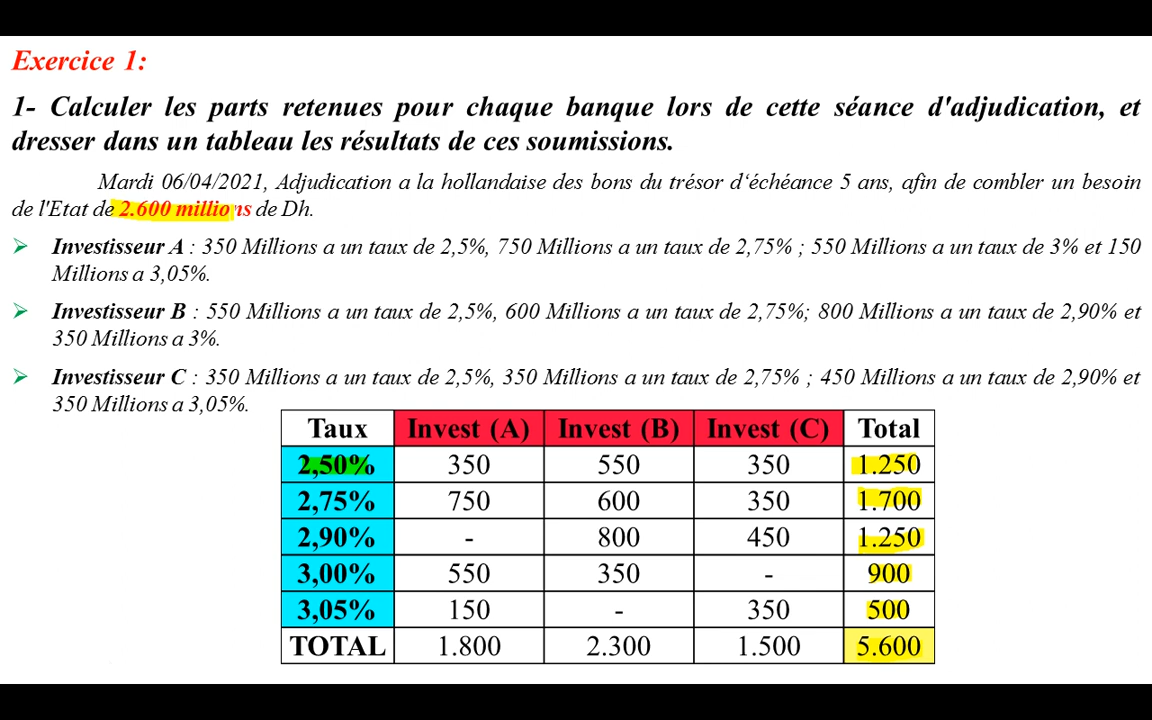 Exercice 1:
1- Calculer les parts retenues pour chaque banque lors de cette séance d'adjudication, et
dresser dans un tableau les résultats de ces soumissions.
Mardi 06/04/2021, Adjudication a la hollandaise des bons du trésor d‘échéance 5 ans, afin de combler un besoin
de l'Etat de 2.600 millions de Dh.
Investisseur A : 350 Millions a un taux de 2,5%, 750 Millions a un taux de 2,75% ; 550 Millions a un taux de 3% et 150
Millions a 3,05%.
Investisseur B : 550 Millions a un taux de 2,5%, 600 Millions a un taux de 2,75%; 800 Millions a un taux de 2,90% et
350 Millions a 3%.
Investisseur C : 350 Millions a un taux de 2,5%, 350 Millions a un taux de 2,75% ; 450 Millions a un taux de 2,90% et
350 Millions a 3,05%.
Taux Invest (A) Invest (B) Invest (C) Total
2,50% 350 550 350 1.250
2,75% 750 600 350 1.700
2,90% - 800 450 1.250
3,00% 550 350 - 900
3,05% 150 - 350 500
TOTAL 1.800 2.300 1.500 5.600